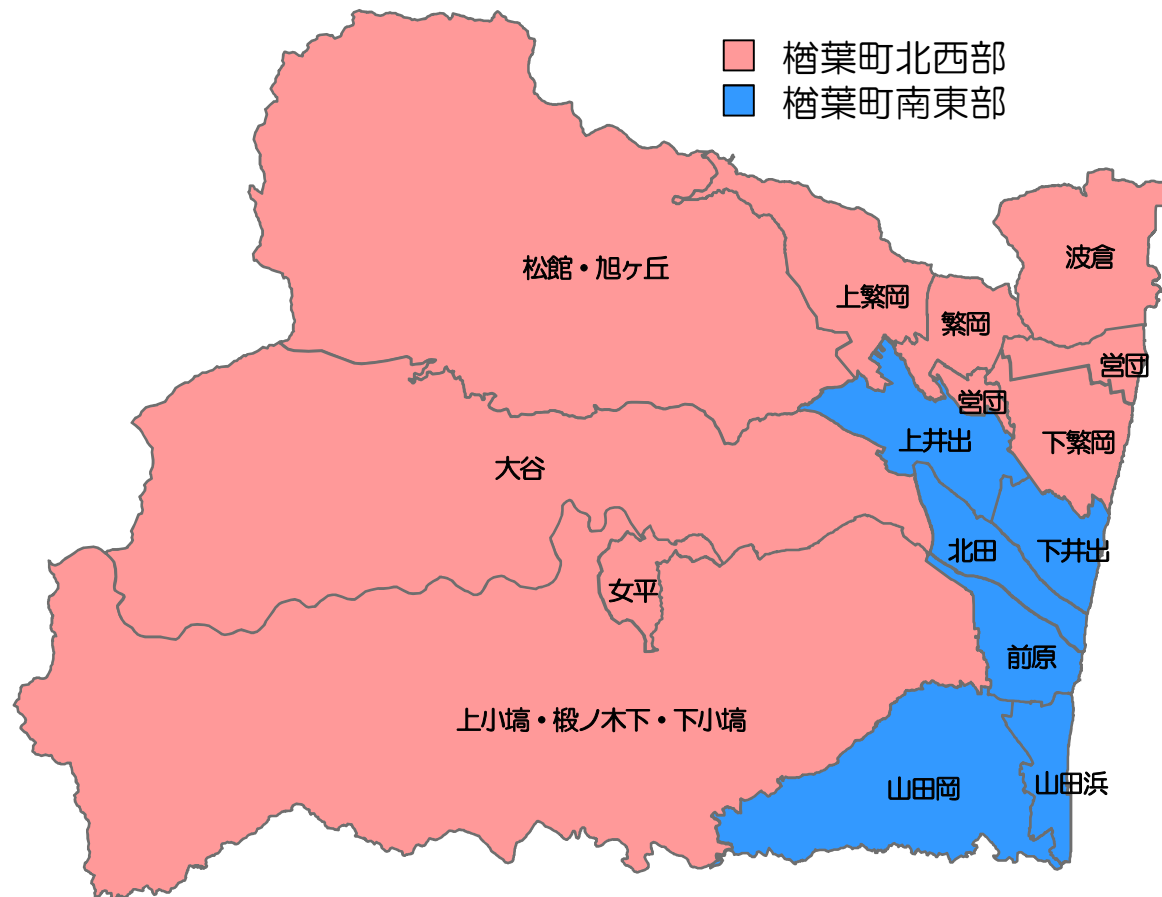 楢葉町北西部
楢葉町南東部
波倉
松館・旭ヶ丘
上繁岡
繁岡
営団
営団
上井出
下繁岡
大谷
北田
下井出
女平
前原
上小塙・椴ノ木下・下小塙
山田岡
山田浜